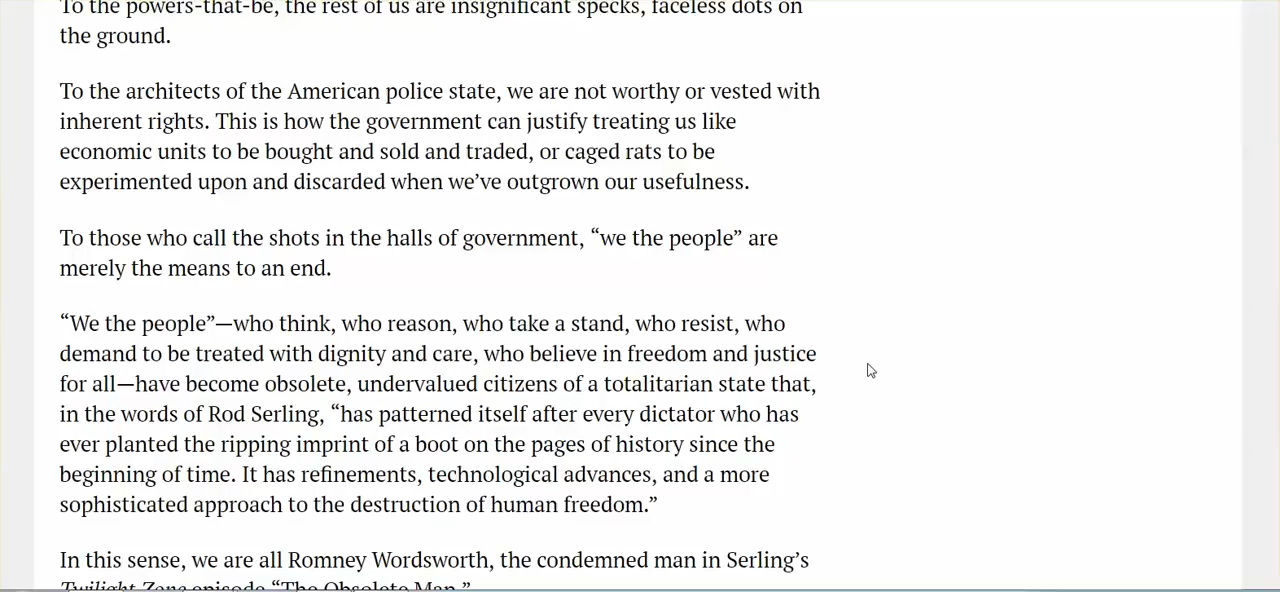 To the powers-that-be, the rest of us are insignificant specks, faceless dots on
the ground.
To the architects of the American police state, we are not worthy or vested with
inherent rights. This is how the government can justify treating us like
economic units to be bought and sold and traded, or caged rats to be
experimented upon and discarded when we’ve outgrown our usefulness.
To those who call the shots in the halls of government, “we the people” are
merely the means to an end.
“We the people”—who think, who reason, who take a stand, who resist, who
demand to be treated with dignity and care, who believe in freedom and justice
for all—have become obsolete, undervalued citizens of a totalitarian state that,
in the words of Rod Serling, “has patterned itself after every dictator who has
ever planted the ripping imprint of a boot on the pages of history since the
beginning of time. It has refinements, technological advances, and a more
sophisticated approach to the destruction of human freedom.”
In this sense, we are all Romney Wordsworth, the condemned man in Serling’s
Twilight Zone episode “The Obsolete Man.”